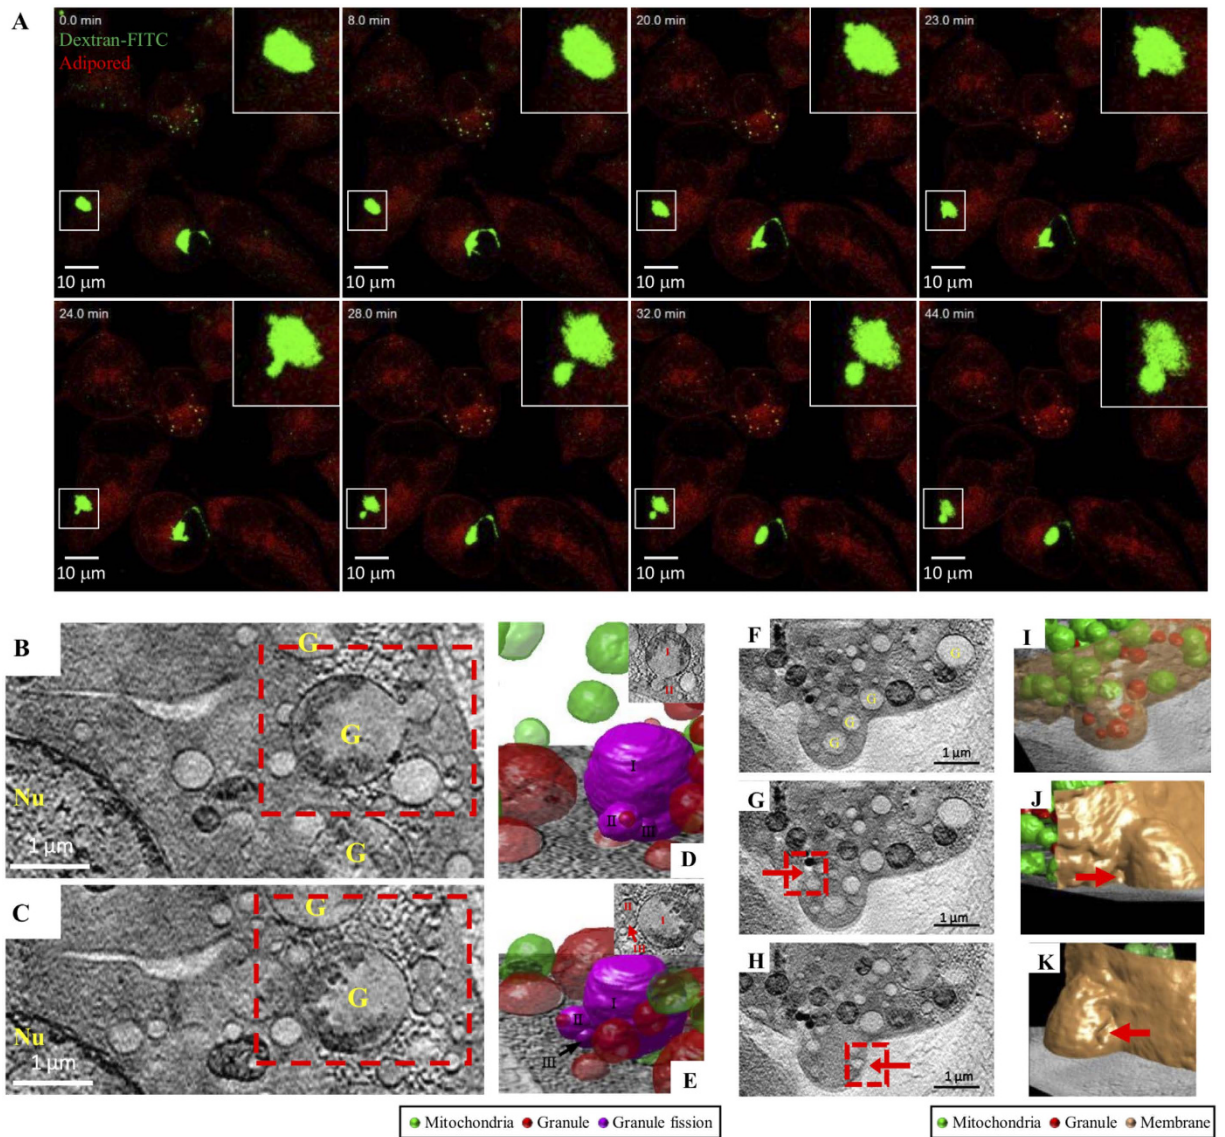 A
0.0 min
Dextran-FITC
Adipored
10 μm
8.0 min
10 μm
20.0 min
10 μm
23.0 min
10 μm
24.0 min
10 μm
28.0 min
10 μm
32.0 min
10 μm
44.0 min
10 μm
B
G
G
Nu
G
1 μm
C
G
G
Nu
1 μm
I
II
I
II
III
D
II
I
III
I
II
III
E
F
G
G
G
G
1 μm
G
1 μm
H
1 μm
I
J
K
Mitochondria Granule Granule fission
Mitochondria Granule Membrane